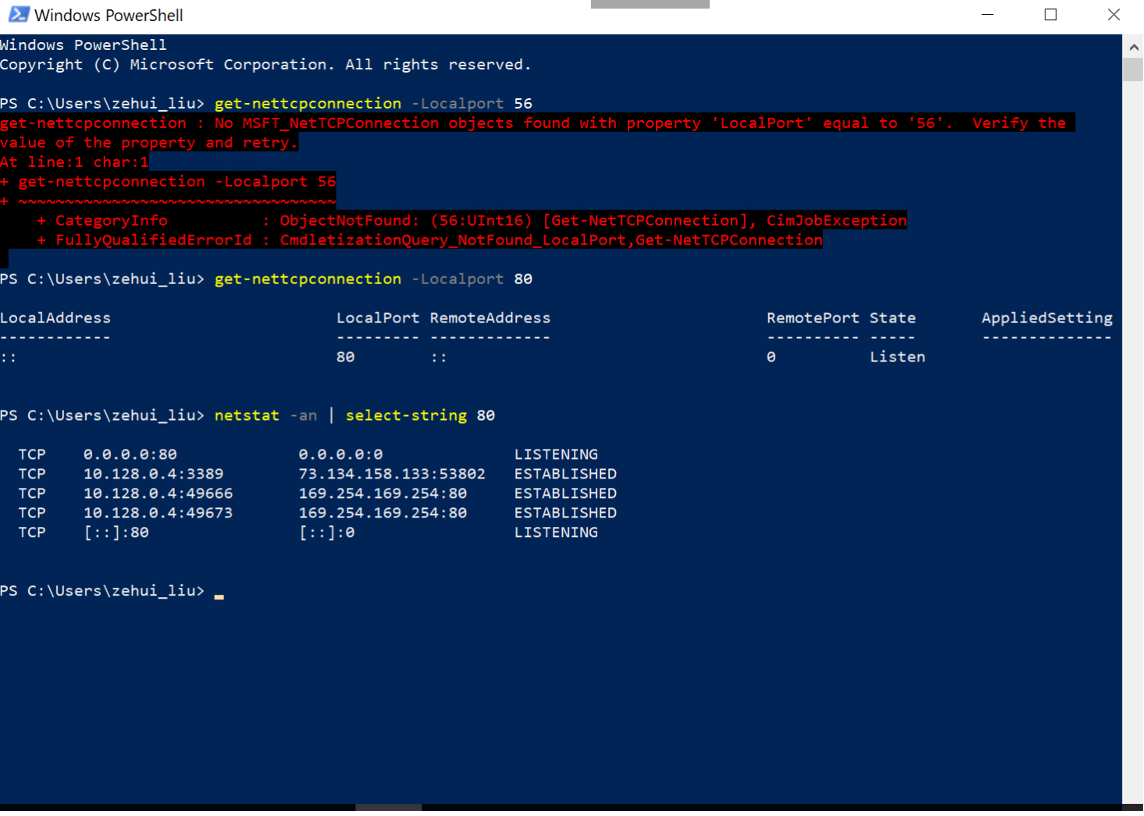 Windows PowerShell
Windows PowerShell
Copyright (C) Microsoft Corporation. All rights reserved.
PS C:\Users\zehui_liu> get-nettcpconnection -Localport 56
get-nettcpconnection : No MSFT_NetTCPConnection objects found with property 'LocalPort' equal to '56'.  Verify the
value of the property and retry.
At line:1 char:1
+ get-nettcpconnection -Localport 56
+ ~~~~~~~~~~~~~~~~~~~~~~~~~~~~~~~~~~
    + CategoryInfo          : ObjectNotFound: (56:UInt16) [Get-NetTCPConnection], CimJobException
    + FullyQualifiedErrorId : CmdletizationQuery_NotFound_LocalPort,Get-NetTCPConnection
PS C:\Users\zehui_liu> get-nettcpconnection -Localport 80
LocalAddress                        LocalPort RemoteAddress                       RemotePort State       AppliedSetting
------------                        --------- -------------                       ---------- -----       --------------
::                                  80        ::                                  0          Listen
PS C:\Users\zehui_liu> netstat -an | select-string 80
  TCP    0.0.0.0:80             0.0.0.0:0              LISTENING
  TCP    10.128.0.4:3389        73.134.158.133:53802   ESTABLISHED
  TCP    10.128.0.4:49666       169.254.169.254:80     ESTABLISHED
  TCP    10.128.0.4:49673       169.254.169.254:80     ESTABLISHED
  TCP    [::]:80                [::]:0                 LISTENING
PS C:\Users\zehui_liu> _